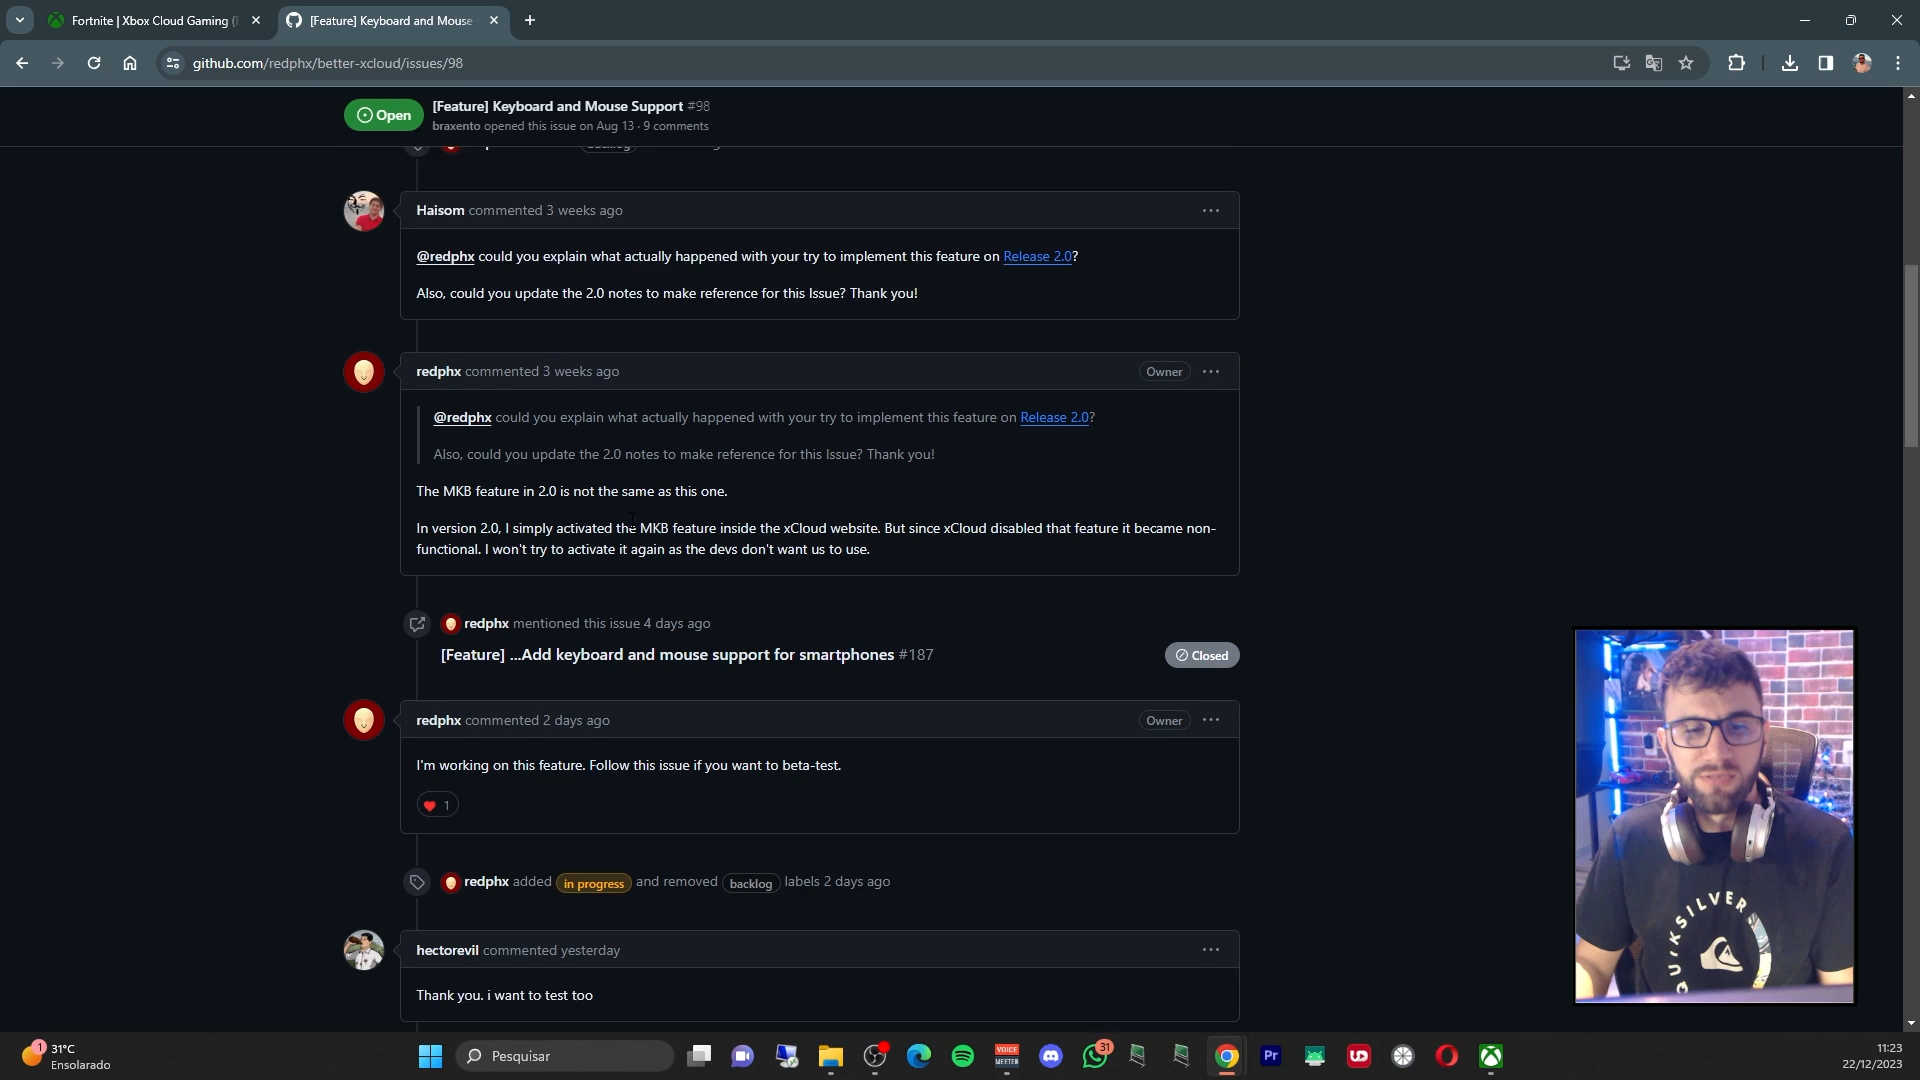 Fortnite | Xbox Cloud Gaming (
[Feature] Keyboard and Mouse
github.com/redphx/better-xcloud/issues/98
Open
[Feature] Keyboard and Mouse Support #98
braxento opened this issue on Aug 13 · 9 comments
Haisom commented 3 weeks ago
@redphx could you explain what actually happened with your try to implement this feature on Release 2.0?
Also, could you update the 2.0 notes to make reference for this Issue? Thank you!
redphx commented 3 weeks ago
Owner
@redphx could you explain what actually happened with your try to implement this feature on Release 2.0?
Also, could you update the 2.0 notes to make reference for this Issue? Thank you!
The MKB feature in 2.0 is not the same as this one.
In version 2.0, I simply activated the MKB feature inside the xCloud website. But since xCloud disabled that feature it became non-
functional. I won't try to activate it again as the devs don't want us to use.
redphx mentioned this issue 4 days ago
[Feature] ...Add keyboard and mouse support for smartphones #187
Closed
redphx commented 2 days ago
Owner
I'm working on this feature. Follow this issue if you want to beta-test.
1
redphx added in progress and removed backlog labels 2 days ago
hectorevil commented yesterday
Thank you. i want to test too
QUIKSILVER
1
31°C
Ensolarado
Pesquisar
VOICE
MEETER
31
Pr
11:23
22/12/2023